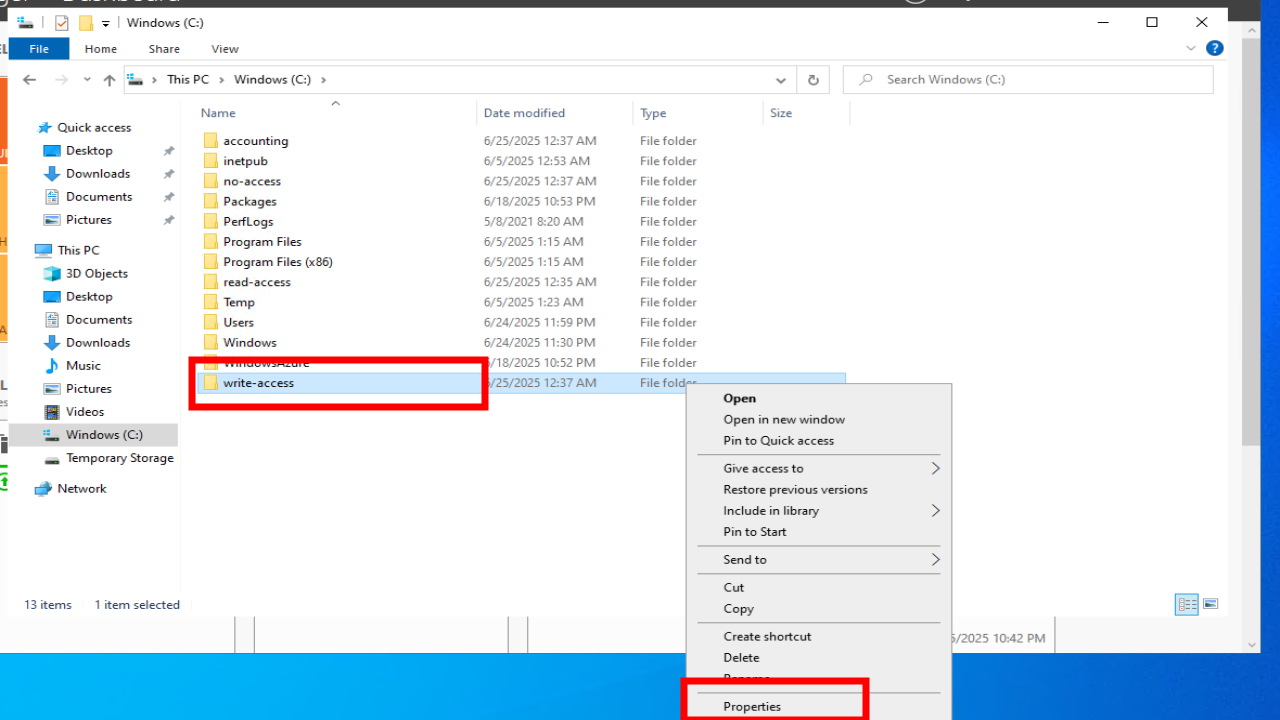 Windows (C:)
File Home Share View
This PC Windows (C:) Search Windows (C:)
Name Date modified Type Size
Quick access
Desktop
Downloads
Documents
Pictures
This PC
3D Objects
Desktop
Documents
Downloads
Music
Pictures
Videos
Windows (C:)
Temporary Storage
Network
accounting 6/25/2025 12:37 AM File folder
inetpub 6/5/2025 12:53 AM File folder
no-access 6/25/2025 12:37 AM File folder
Packages 6/18/2025 10:53 PM File folder
PerfLogs 5/8/2021 8:20 AM File folder
Program Files 6/5/2025 1:15 AM File folder
Program Files (x86) 6/5/2025 1:15 AM File folder
read-access 6/25/2025 12:35 AM File folder
Temp 6/5/2025 1:23 AM File folder
Users 6/24/2025 11:59 PM File folder
Windows 6/24/2025 11:30 PM File folder
WindowsAzure /18/2025 10:52 PM File folder
write-access /25/2025 12:37 AM File folder
Open
Open in new window
Pin to Quick access
Give access to
Restore previous versions
Include in library
Pin to Start
Send to
Cut
Copy
Create shortcut
Delete
Rename
Properties
13 items 1 item selected
5/2025 10:42 PM